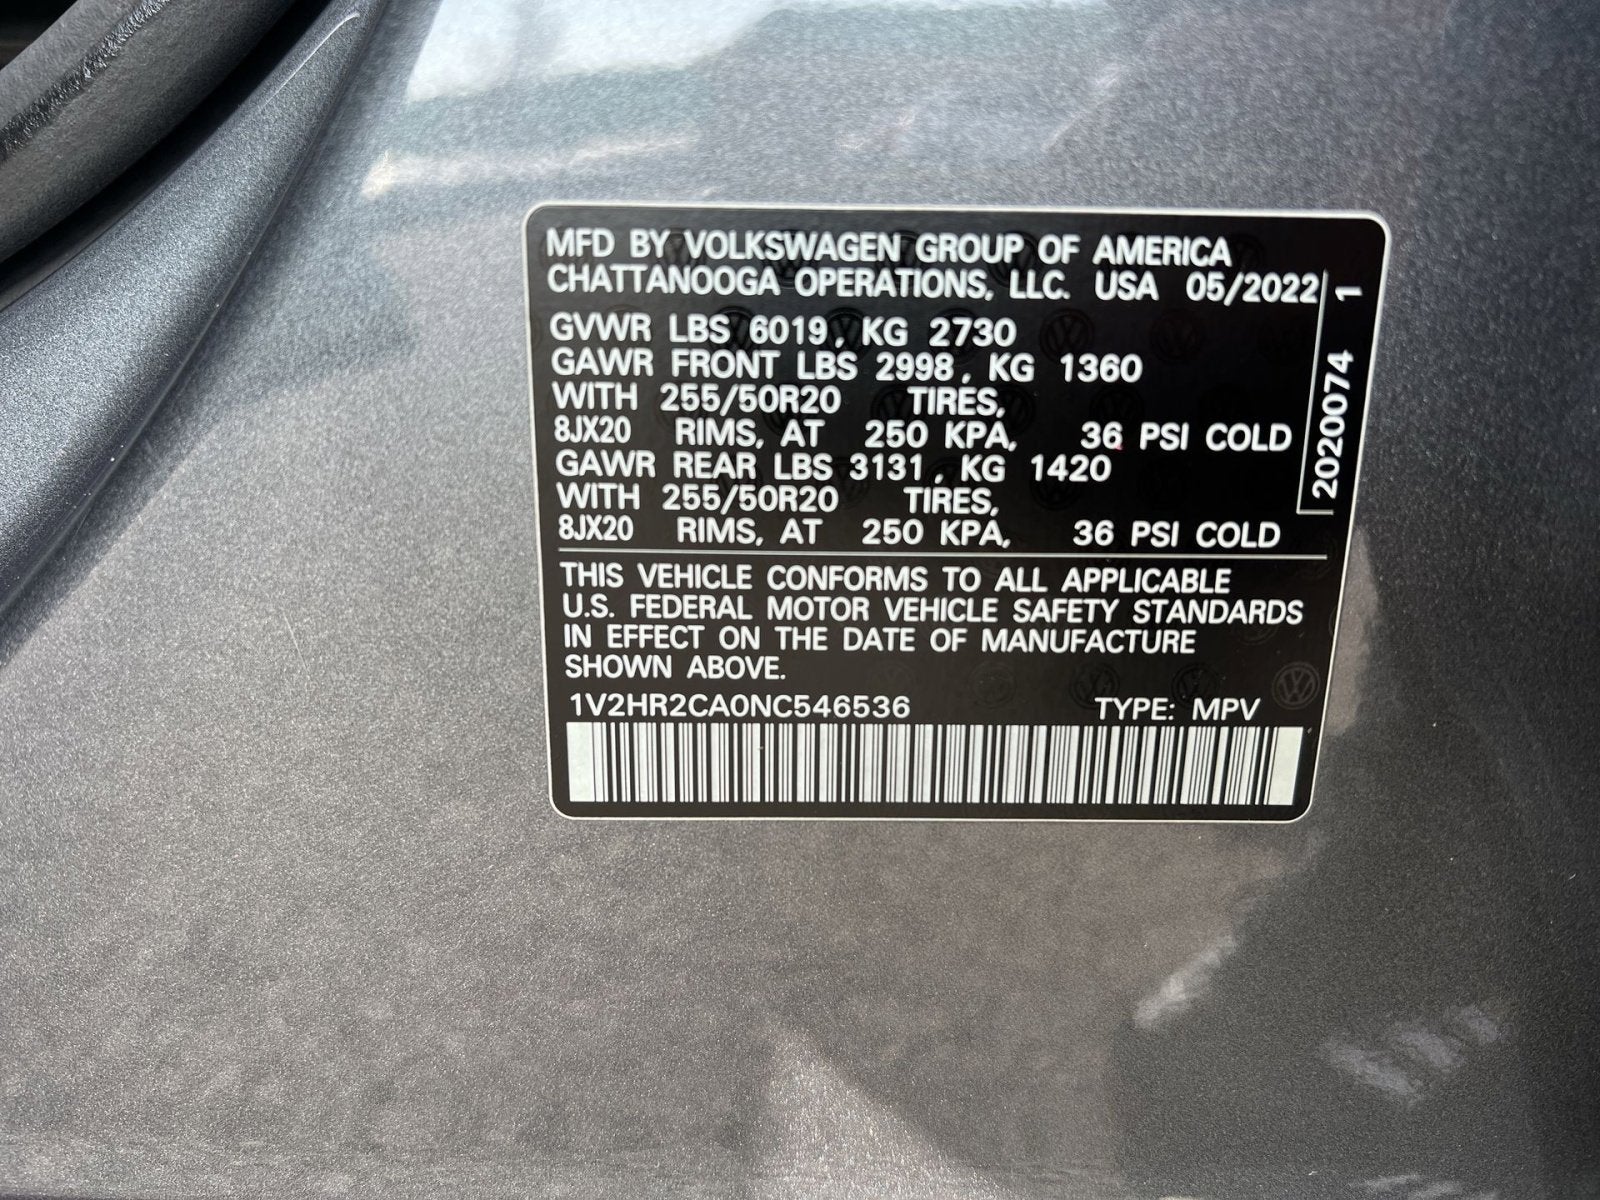 MFD BY VOLKSWAGEN GROUP OF AMERICA
CHATTANOOGA OPERATIONS, LLC. USA 05/2022
GVWR LBS 6019, KG 2730
GAWR FRONT LBS 2998, KG 1360
WITH 255/50R20 TIRES,
8JX20 RIMS, AT 250 KPA, 36 PSI COLD
GAWR REAR LBS 3131, KG 1420
WITH 255/50R20 TIRES,
8JX20 RIMS, AT 250 KPA, 36 PSI COLD
2020074 1
THIS VEHICLE CONFORMS TO ALL APPLICABLE
U.S. FEDERAL MOTOR VEHICLE SAFETY STANDARDS
IN EFFECT ON THE DATE OF MANUFACTURE
SHOWN ABOVE.
1V2HR2CA0NC546536 TYPE: MPV